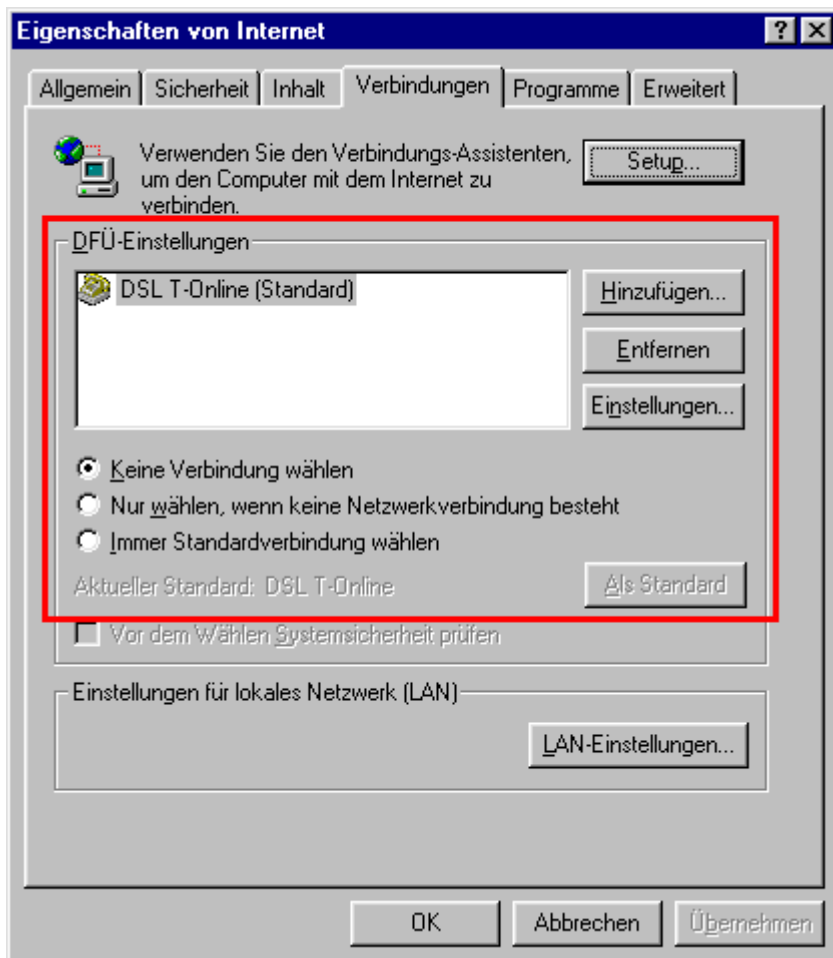 Eigenschaften von Internet
Allgemein Sicherheit Inhalt Verbindungen Programme Erweitert
Verwenden Sie den Verbindungs-Assistenten,
um den Computer mit dem Internet zu
verbinden.
Setup...
DFÜ-Einstellungen
DSL T-Online (Standard)
Hinzufügen...
Entfernen
Einstellungen...
Keine Verbindung wählen
Nur wählen, wenn keine Netzwerkverbindung besteht
Immer Standardverbindung wählen
Aktueller Standard: DSL T-Online
Als Standard
Vor dem Wählen Systemsicherheit prüfen
Einstellungen für lokales Netzwerk (LAN)
LAN-Einstellungen...
OK Abbrechen Übernehmen